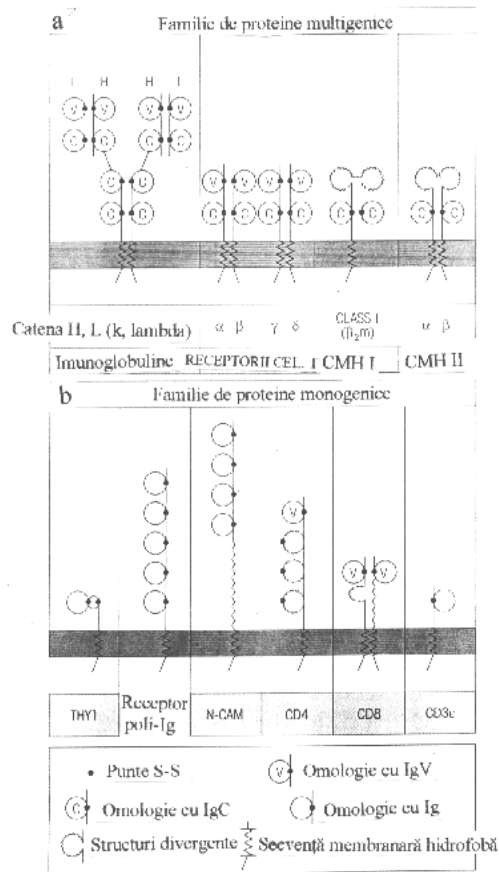 a
Familie de proteine multigenice
I H H I
V V V V
C C C C
C C
C C
V V V V
C C C C
C C
C C
Catena H, L (k, lambda) α β γ δ CLASS I (β₂m) α β
Imunoglobuline RECEPTORII CEL. T CMH I CMH II
b
Familie de proteine monogenice
V
V V
THY1 Receptor poli-Ig N-CAM CD4 CD8 CD3ε
Punte S-S
V Omologie cu IgV
C Omologie cu IgC
Omologie cu Ig
Structuri divergente
Secvență membranară hidrofobă